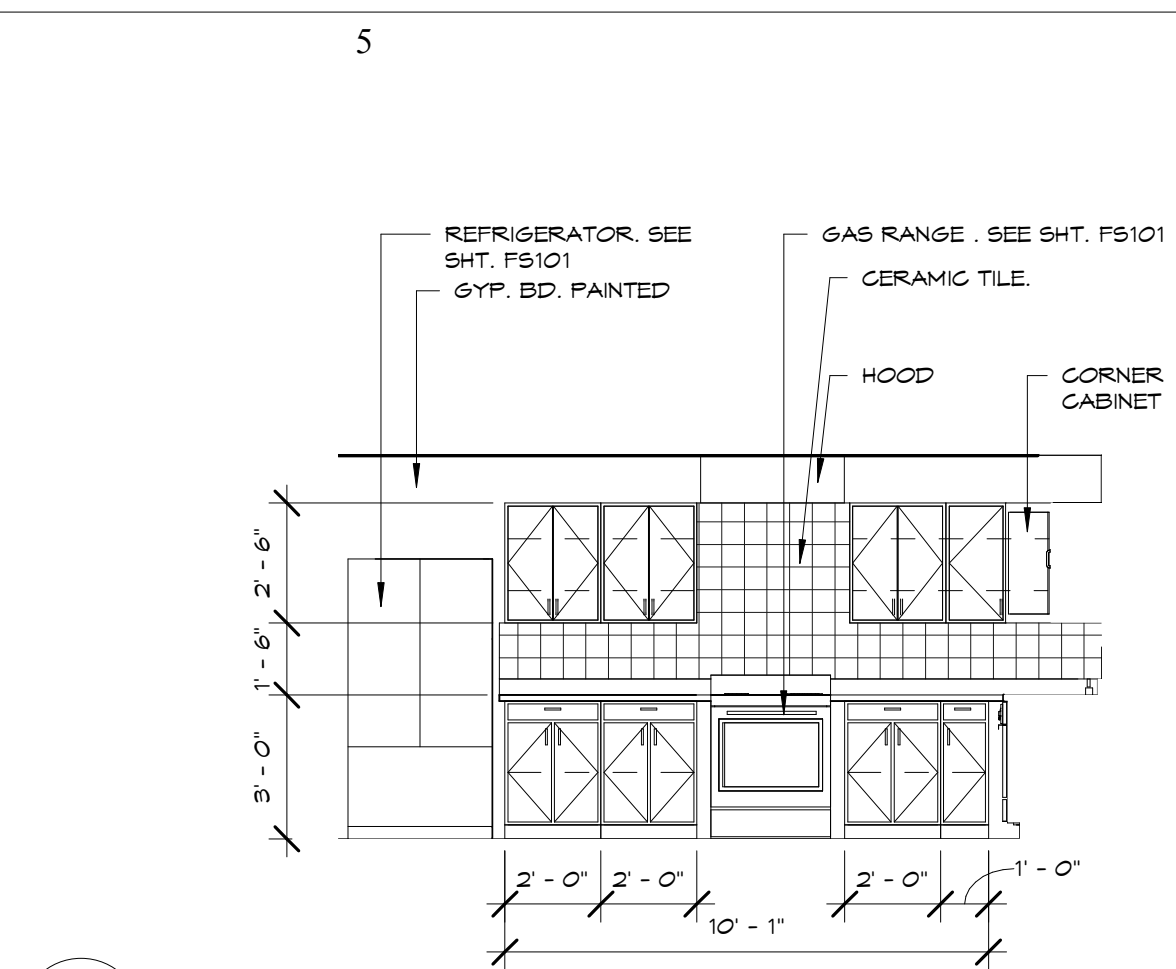 5
REFRIGERATOR. SEE
SHT. FS101
GYP. BD. PAINTED
GAS RANGE . SEE SHT. FS101
CERAMIC TILE.
HOOD
CORNER
CABINET
2' - 6"
1' - 6"
3' - 0"
2' - 0"
2' - 0"
2' - 0"
1' - 0"
10' - 1"